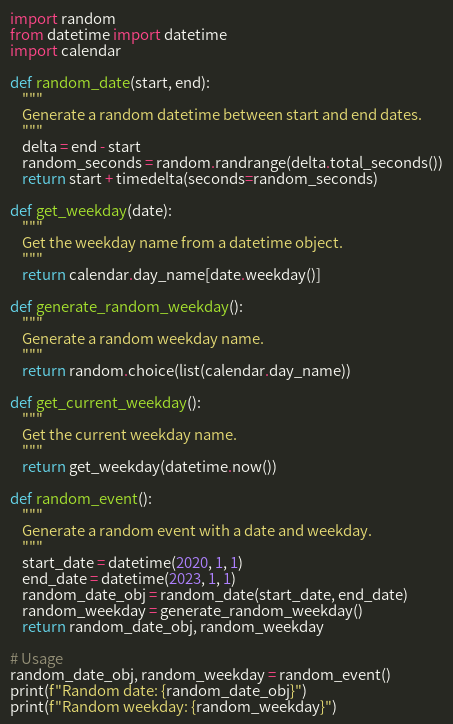 import random
from datetime import datetime
import calendar

def random_date(start, end):
    """
    Generate a random datetime between start and end dates.
    """
    delta = end - start
    random_seconds = random.randrange(delta.total_seconds())
    return start + timedelta(seconds=random_seconds)

def get_weekday(date):
    """
    Get the weekday name from a datetime object.
    """
    return calendar.day_name[date.weekday()]

def generate_random_weekday():
    """
    Generate a random weekday name.
    """
    return random.choice(list(calendar.day_name))

def get_current_weekday():
    """
    Get the current weekday name.
    """
    return get_weekday(datetime.now())

def random_event():
    """
    Generate a random event with a date and weekday.
    """
    start_date = datetime(2020, 1, 1)
    end_date = datetime(2023, 1, 1)
    random_date_obj = random_date(start_date, end_date)
    random_weekday = generate_random_weekday()
    return random_date_obj, random_weekday

# Usage
random_date_obj, random_weekday = random_event()
print(f"Random date: {random_date_obj}")
print(f"Random weekday: {random_weekday}")